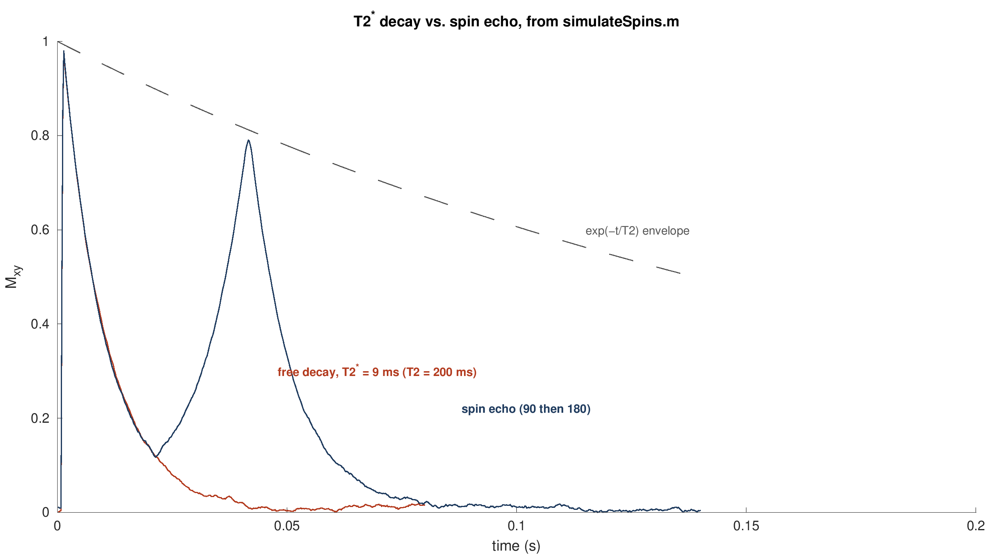 T2* decay vs. spin echo, from simulateSpins.m
1
0.8
0.6
0.4
0.2
0
M_xy
exp(−t/T2) envelope
free decay, T2* = 9 ms (T2 = 200 ms)
spin echo (90 then 180)
0 0.05 0.1 0.15 0.2
time (s)